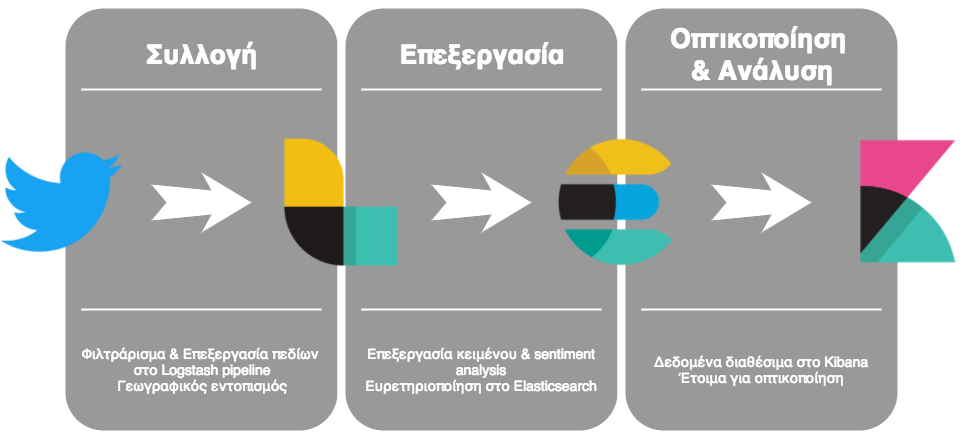 Συλλογή
Φιλτράρισμα & Επεξεργασία πεδίων
στο Logstash pipeline
Γεωγραφικός εντοπισμός
Επεξεργασία
Επεξεργασία κειμένου & sentiment
analysis
Ευρετηριοποίηση στο Elasticsearch
Οπτικοποίηση
& Ανάλυση
Δεδομένα διαθέσιμα στο Kibana
Έτοιμα για οπτικοποίηση